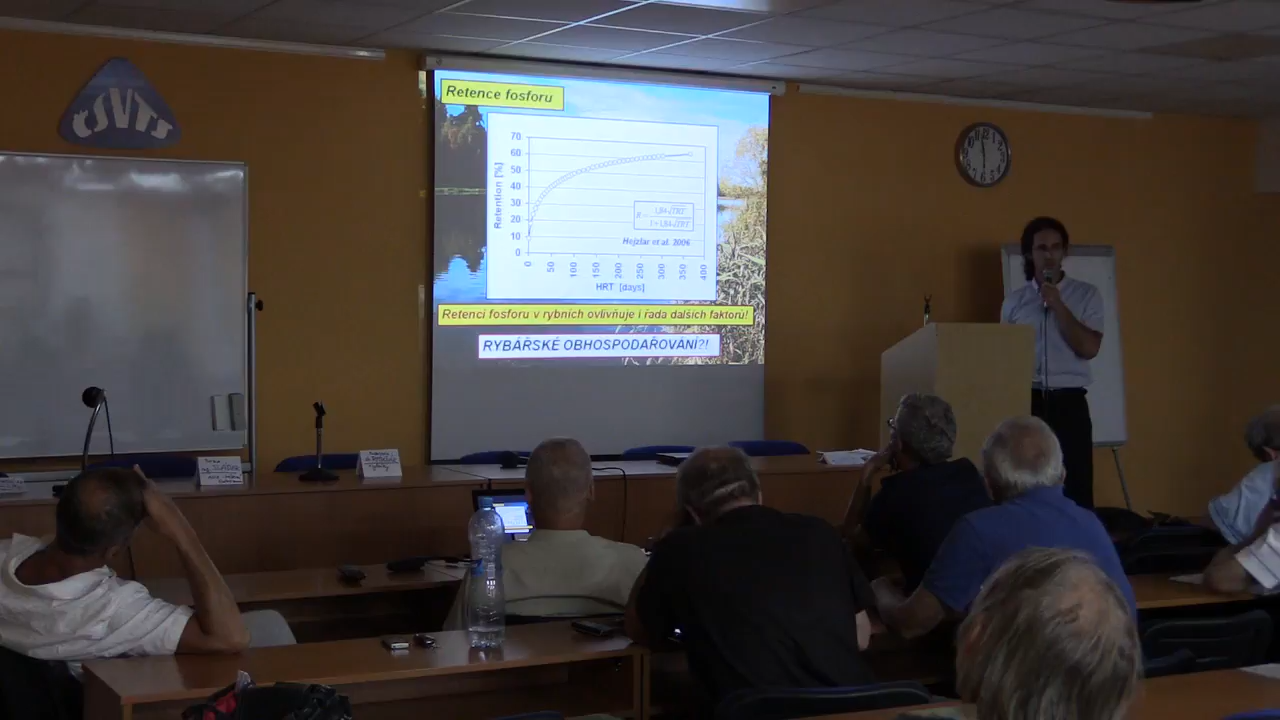 ČSVTS
Retence fosforu
70
60
50
40
30
20
10
0
Retention [%]
Hejzlar et al. 2006
0
50
100
150
200
250
300
350
400
HRT [days]
Retenci fosforu v rybních ovlivňuje i řada dalších faktorů!
RYBÁŘSKÉ OBHOSPODAŘOVÁNÍ?!